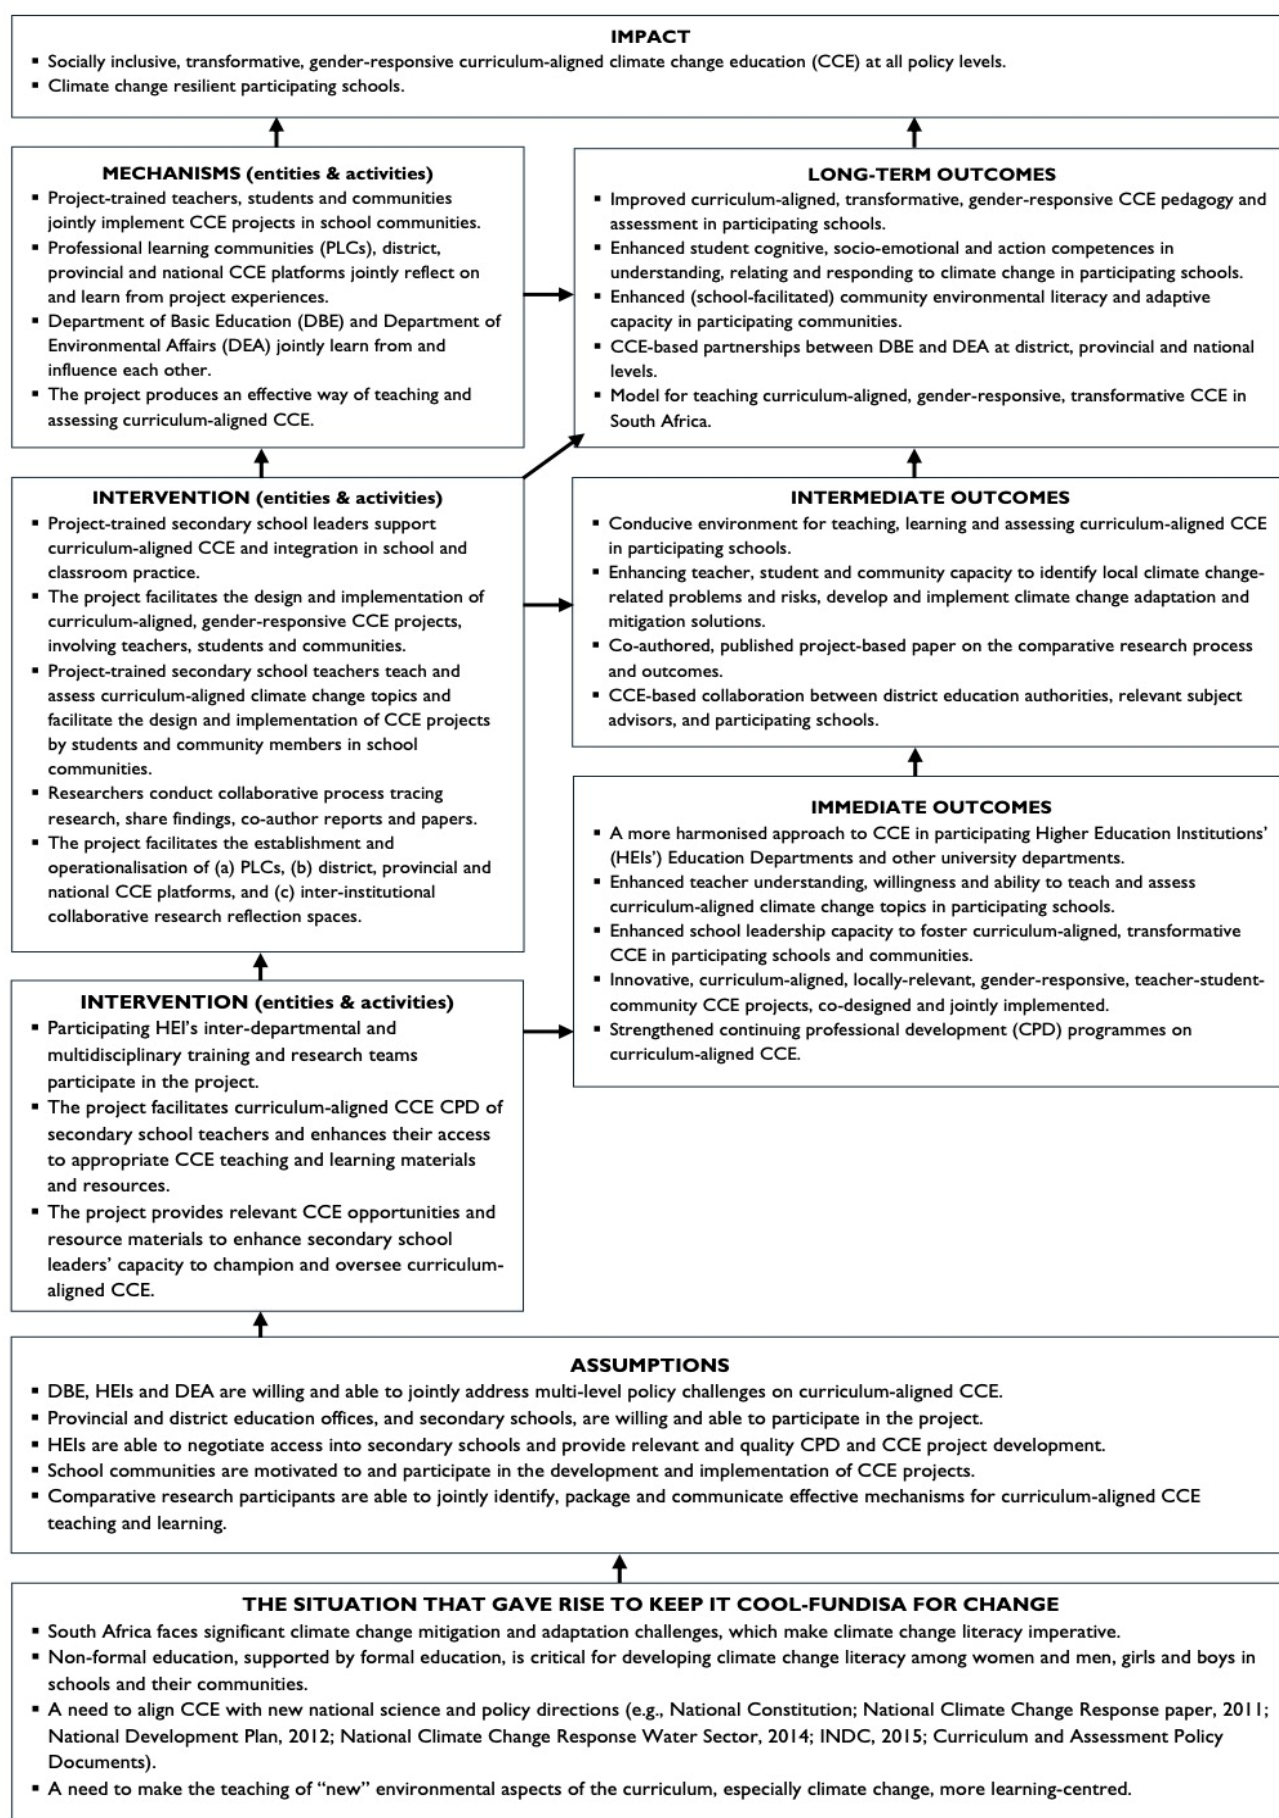 IMPACT
▪ Socially inclusive, transformative, gender-responsive curriculum-aligned climate change education (CCE) at all policy levels.
▪ Climate change resilient participating schools.
MECHANISMS (entities & activities)
▪ Project-trained teachers, students and communities
jointly implement CCE projects in school communities.
▪ Professional learning communities (PLCs), district,
provincial and national CCE platforms jointly reflect on
and learn from project experiences.
▪ Department of Basic Education (DBE) and Department of
Environmental Affairs (DEA) jointly learn from and
influence each other.
▪ The project produces an effective way of teaching and
assessing curriculum-aligned CCE.
LONG-TERM OUTCOMES
▪ Improved curriculum-aligned, transformative, gender-responsive CCE pedagogy and
assessment in participating schools.
▪ Enhanced student cognitive, socio-emotional and action competences in
understanding, relating and responding to climate change in participating schools.
▪ Enhanced (school-facilitated) community environmental literacy and adaptive
capacity in participating communities.
▪ CCE-based partnerships between DBE and DEA at district, provincial and national
levels.
▪ Model for teaching curriculum-aligned, gender-responsive, transformative CCE in
South Africa.
INTERVENTION (entities & activities)
▪ Project-trained secondary school leaders support
curriculum-aligned CCE and integration in school and
classroom practice.
▪ The project facilitates the design and implementation of
curriculum-aligned, gender-responsive CCE projects,
involving teachers, students and communities.
▪ Project-trained secondary school teachers teach and
assess curriculum-aligned climate change topics and
facilitate the design and implementation of CCE projects
by students and community members in school
communities.
▪ Researchers conduct collaborative process tracing
research, share findings, co-author reports and papers.
▪ The project facilitates the establishment and
operationalisation of (a) PLCs, (b) district, provincial and
national CCE platforms, and (c) inter-institutional
collaborative research reflection spaces.
INTERMEDIATE OUTCOMES
▪ Conducive environment for teaching, learning and assessing curriculum-aligned CCE
in participating schools.
▪ Enhancing teacher, student and community capacity to identify local climate change-
related problems and risks, develop and implement climate change adaptation and
mitigation solutions.
▪ Co-authored, published project-based paper on the comparative research process
and outcomes.
▪ CCE-based collaboration between district education authorities, relevant subject
advisors, and participating schools.
IMMEDIATE OUTCOMES
▪ A more harmonised approach to CCE in participating Higher Education Institutions'
(HEIs') Education Departments and other university departments.
▪ Enhanced teacher understanding, willingness and ability to teach and assess
curriculum-aligned climate change topics in participating schools.
▪ Enhanced school leadership capacity to foster curriculum-aligned, transformative
CCE in participating schools and communities.
▪ Innovative, curriculum-aligned, locally-relevant, gender-responsive, teacher-student-
community CCE projects, co-designed and jointly implemented.
▪ Strengthened continuing professional development (CPD) programmes on
curriculum-aligned CCE.
INTERVENTION (entities & activities)
▪ Participating HEI's inter-departmental and
multidisciplinary training and research teams
participate in the project.
▪ The project facilitates curriculum-aligned CCE CPD of
secondary school teachers and enhances their access
to appropriate CCE teaching and learning materials
and resources.
▪ The project provides relevant CCE opportunities and
resource materials to enhance secondary school
leaders' capacity to champion and oversee curriculum-
aligned CCE.
ASSUMPTIONS
▪ DBE, HEIs and DEA are willing and able to jointly address multi-level policy challenges on curriculum-aligned CCE.
▪ Provincial and district education offices, and secondary schools, are willing and able to participate in the project.
▪ HEIs are able to negotiate access into secondary schools and provide relevant and quality CPD and CCE project development.
▪ School communities are motivated to and participate in the development and implementation of CCE projects.
▪ Comparative research participants are able to jointly identify, package and communicate effective mechanisms for curriculum-aligned CCE
teaching and learning.
THE SITUATION THAT GAVE RISE TO KEEP IT COOL-FUNDISA FOR CHANGE
▪ South Africa faces significant climate change mitigation and adaptation challenges, which make climate change literacy imperative.
▪ Non-formal education, supported by formal education, is critical for developing climate change literacy among women and men, girls and boys in
schools and their communities.
▪ A need to align CCE with new national science and policy directions (e.g., National Constitution; National Climate Change Response paper, 2011;
National Development Plan, 2012; National Climate Change Response Water Sector, 2014; INDC, 2015; Curriculum and Assessment Policy
Documents).
▪ A need to make the teaching of “new” environmental aspects of the curriculum, especially climate change, more learning-centred.